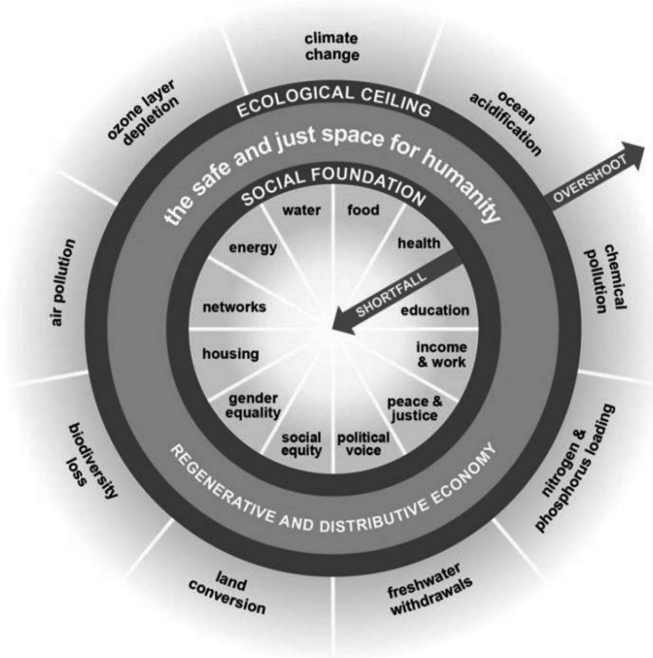 climate
change
ocean
acidification
OVERSHOOT
chemical
pollution
nitrogen &
phosphorus loading
freshwater
withdrawals
land
conversion
biodiversity
loss
air pollution
ozone layer
depletion
ECOLOGICAL CEILING
the safe and just space for humanity
SOCIAL FOUNDATION
water
food
health
SHORTFALL
education
income
& work
peace &
justice
political
voice
social
equity
gender
equality
housing
networks
energy
REGENERATIVE AND DISTRIBUTIVE ECONOMY